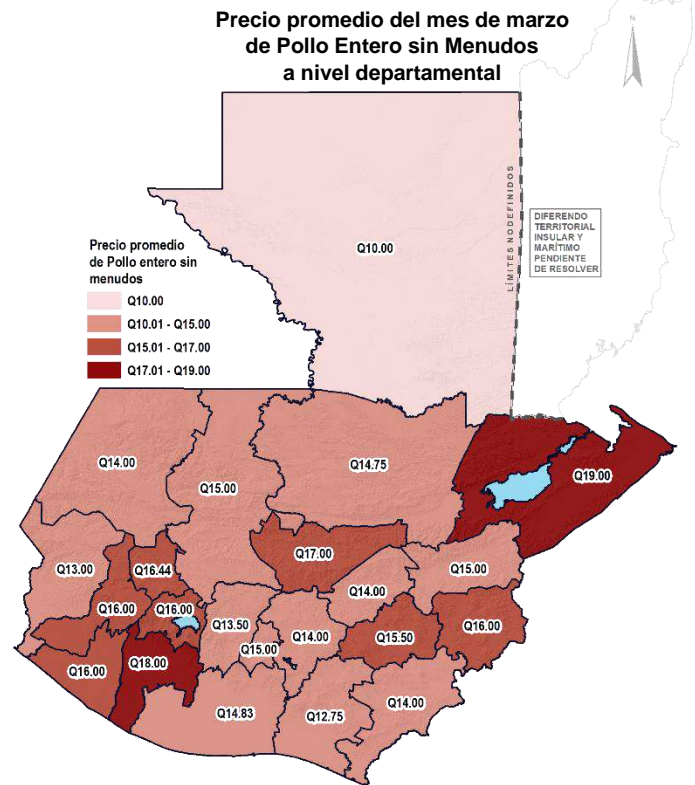 Precio promedio del mes de marzo
de Pollo Entero sin Menudos
a nivel departamental
N
LÍMITES NO DEFINIDOS
DIFERENDO
TERRITORIAL
INSULAR Y
MARÍTIMO
PENDIENTE
DE RESOLVER
Q10.00
Precio promedio
de Pollo entero sin
menudos
Q10.00
Q10.01 - Q15.00
Q15.01 - Q17.00
Q17.01 - Q19.00
Q14.00
Q15.00
Q14.75
Q19.00
Q13.00
Q16.44
Q17.00
Q15.00
Q16.00
Q16.00
Q13.50
Q14.00
Q14.00
Q15.00
Q15.50
Q16.00
Q16.00
Q18.00
Q14.83
Q12.75
Q14.00